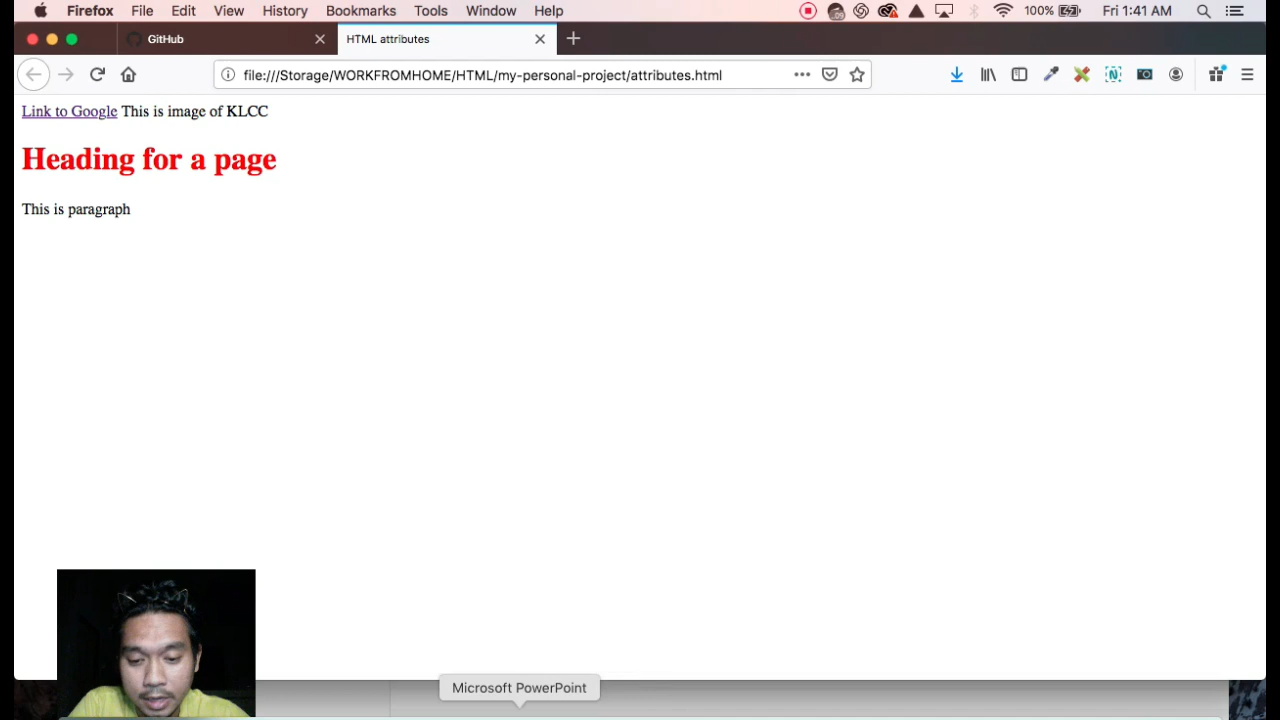 Firefox File Edit View History Bookmarks Tools Window Help 100% Fri 1:41 AM
GitHub HTML attributes
file:///Storage/WORKFROMHOME/HTML/my-personal-project/attributes.html
Link to Google This is image of KLCC
Heading for a page
This is paragraph
Microsoft PowerPoint